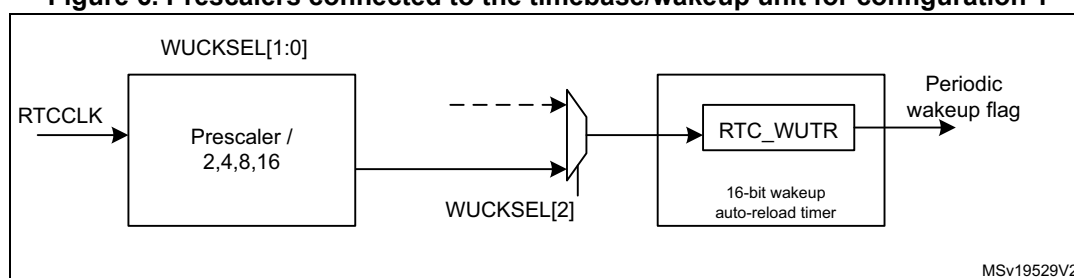 Figure 6. Prescalers connected to the timebase/wakeup unit for configuration 1
WUCKSEL[1:0]
RTCCLK
Prescaler /
2,4,8,16
WUCKSEL[2]
RTC_WUTR
16-bit wakeup
auto-reload timer
Periodic
wakeup flag
MSv19529V2